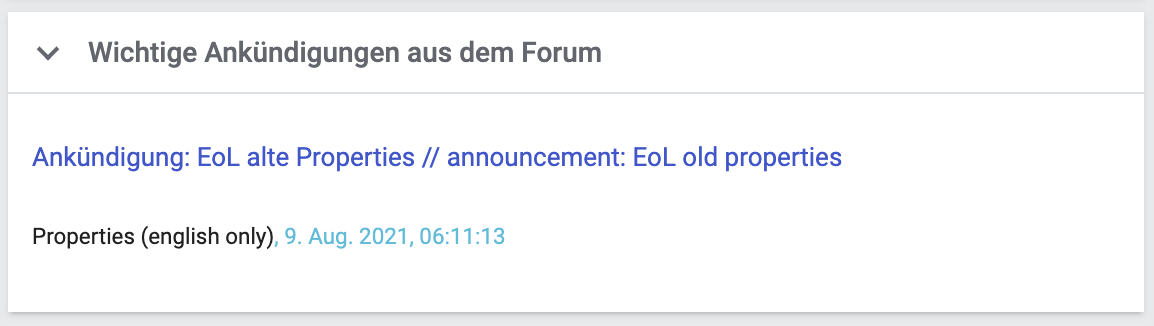 Wichtige Ankündigungen aus dem Forum
Ankündigung: EoL alte Properties // announcement: EoL old properties
Properties (english only), 9. Aug. 2021, 06:11:13